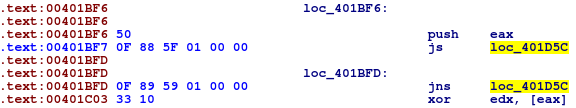 .text:00401BF6 loc_401BF6:
.text:00401BF6
.text:00401BF6 50 push eax
.text:00401BF7 0F 88 5F 01 00 00 js loc_401D5C
.text:00401BFD
.text:00401BFD loc_401BFD:
.text:00401BFD 0F 89 59 01 00 00 jns loc_401D5C
.text:00401C03 33 10 xor edx, [eax]